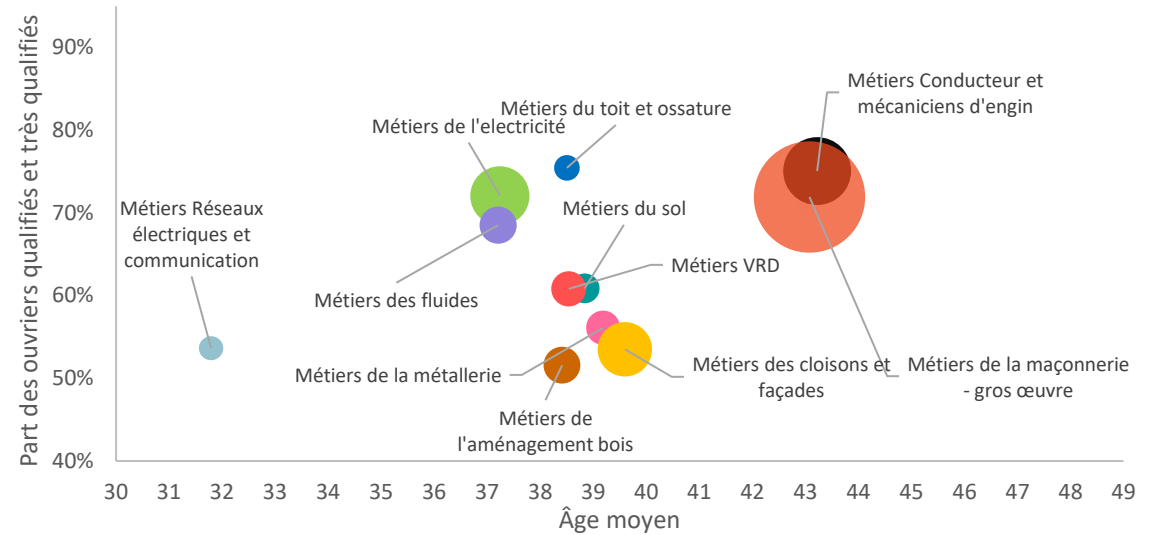 Part des ouvriers qualifiés et très qualifiés
90%
80%
70%
60%
50%
40%
Métiers Conducteur et
mécaniciens d'engin
Métiers du toit et ossature
Métiers de l'electricité
Métiers Réseaux
électriques et
communication
Métiers du sol
Métiers VRD
Métiers des fluides
Métiers de la métallerie
Métiers des cloisons et
façades
Métiers de la maçonnerie
- gros œuvre
Métiers de
l'aménagement bois
30 31 32 33 34 35 36 37 38 39 40 41 42 43 44 45 46 47 48 49
Âge moyen